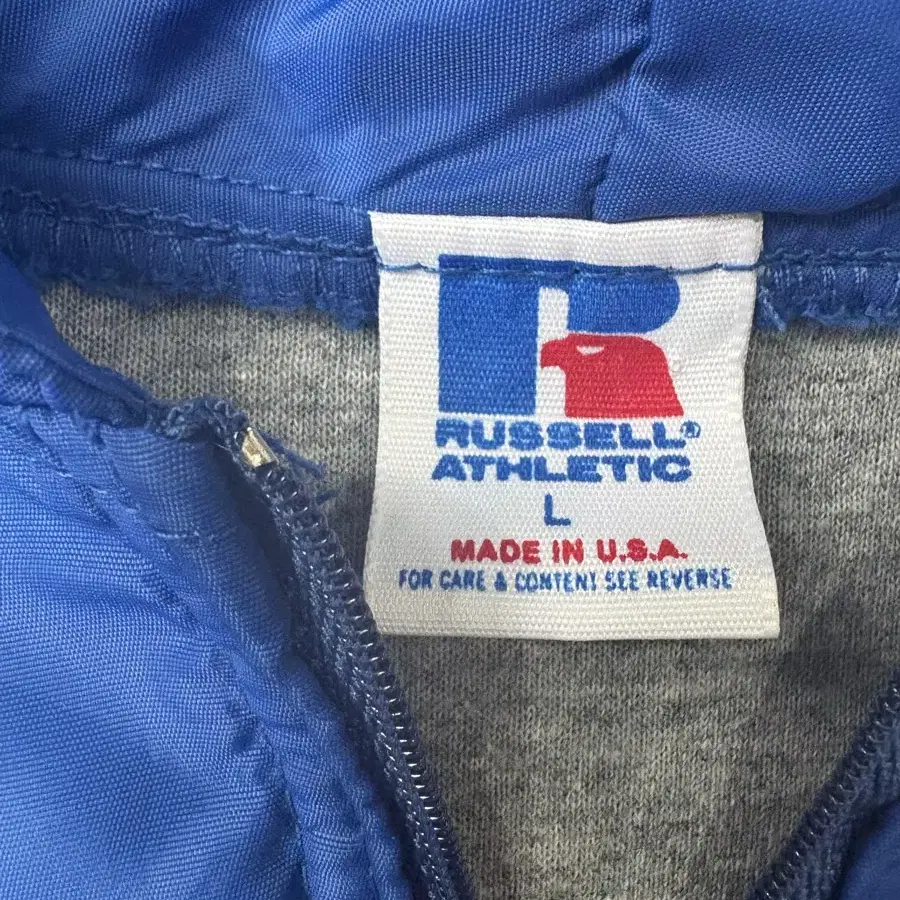 R
RUSSELL®
ATHLETIC
L
MADE IN U.S.A.
FOR CARE & CONTENT SEE REVERSE